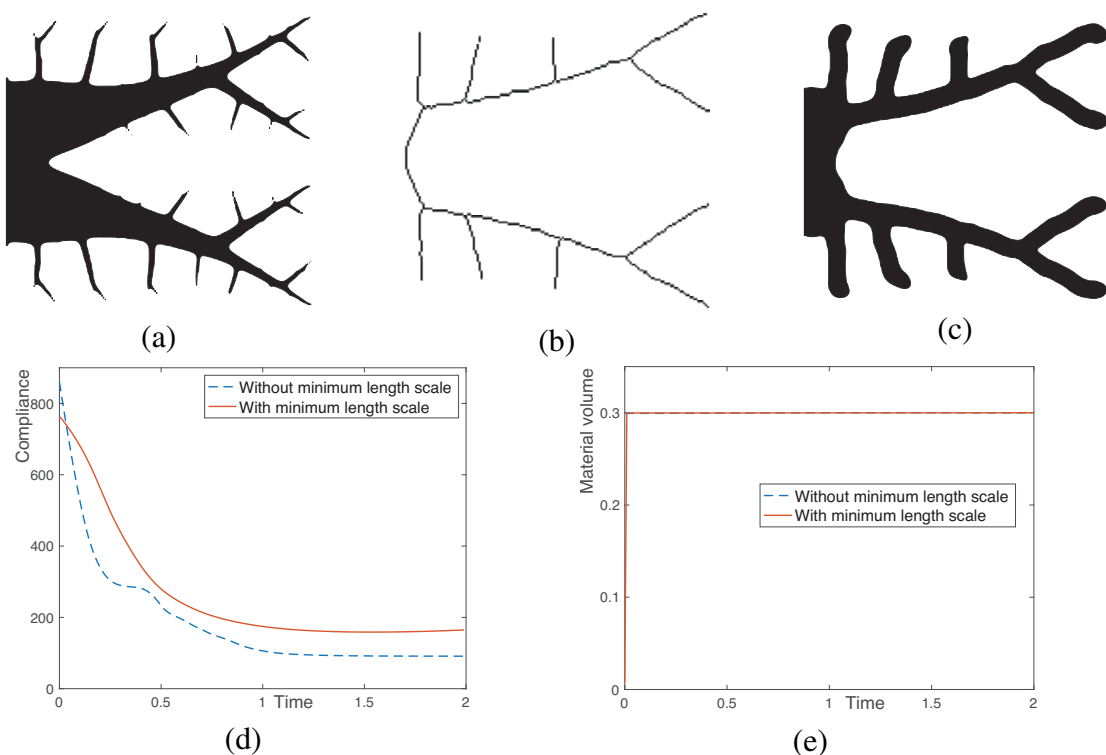 (a)
(b)
(c)
Compliance
800
600
400
200
0
0
0.5
1
1.5
2
Time
Without minimum length scale
With minimum length scale
(d)
Material volume
0.3
0.2
0.1
0
0
0.5
1
1.5
2
Time
Without minimum length scale
With minimum length scale
(e)